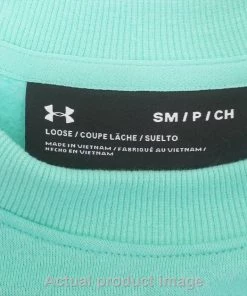 SM / P / CH
LOOSE / COUPE LÂCHE / SUELTO
MADE IN VIETNAM / FABRIQUÉ AU VIETNAM /
HECHO EN VIETNAM
Actual product image